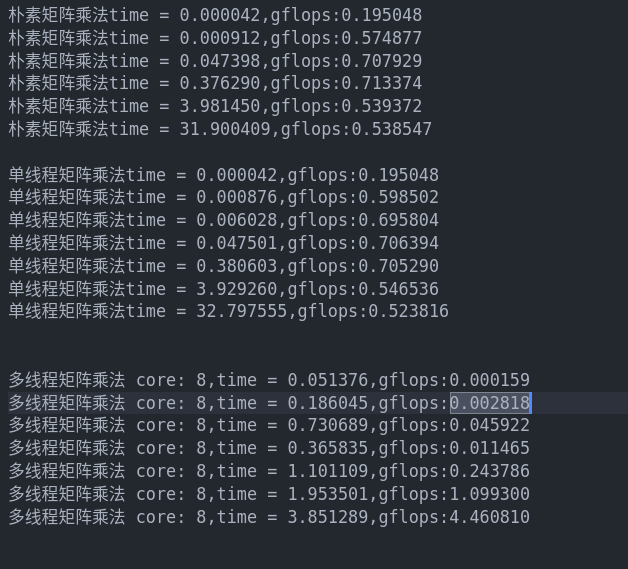 朴素矩阵乘法time = 0.000042,gflops:0.195048
朴素矩阵乘法time = 0.000912,gflops:0.574877
朴素矩阵乘法time = 0.047398,gflops:0.707929
朴素矩阵乘法time = 0.376290,gflops:0.713374
朴素矩阵乘法time = 3.981450,gflops:0.539372
朴素矩阵乘法time = 31.900409,gflops:0.538547
单线程矩阵乘法time = 0.000042,gflops:0.195048
单线程矩阵乘法time = 0.000876,gflops:0.598502
单线程矩阵乘法time = 0.006028,gflops:0.695804
单线程矩阵乘法time = 0.047501,gflops:0.706394
单线程矩阵乘法time = 0.380603,gflops:0.705290
单线程矩阵乘法time = 3.929260,gflops:0.546536
单线程矩阵乘法time = 32.797555,gflops:0.523816
多线程矩阵乘法 core: 8,time = 0.051376,gflops:0.000159
多线程矩阵乘法 core: 8,time = 0.186045,gflops:0.002818
多线程矩阵乘法 core: 8,time = 0.730689,gflops:0.045922
多线程矩阵乘法 core: 8,time = 0.365835,gflops:0.011465
多线程矩阵乘法 core: 8,time = 1.101109,gflops:0.243786
多线程矩阵乘法 core: 8,time = 1.953501,gflops:1.099300
多线程矩阵乘法 core: 8,time = 3.851289,gflops:4.460810